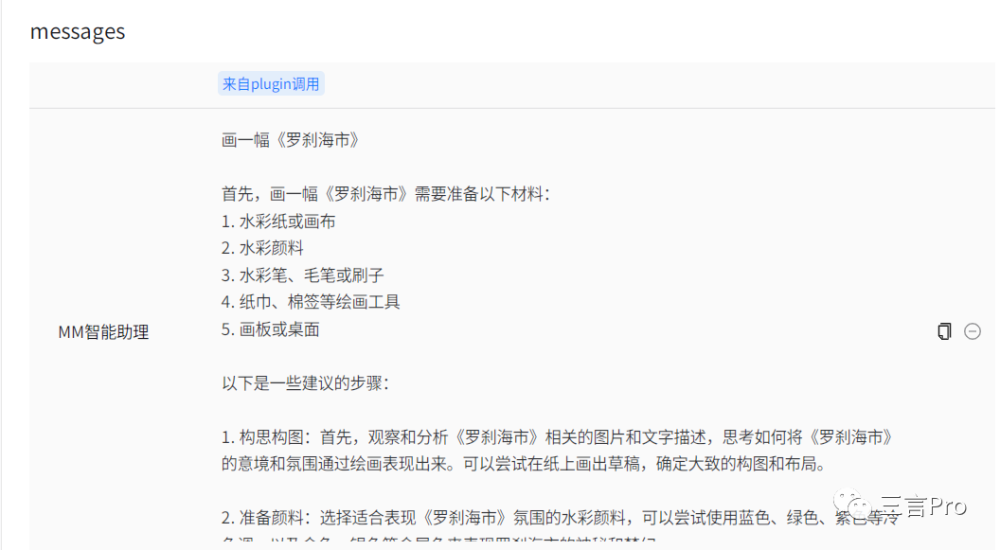 messages
来自plugin调用
画一幅《罗刹海市》
首先，画一幅《罗刹海市》需要准备以下材料：
1. 水彩纸或画布
2. 水彩颜料
3. 水彩笔、毛笔或刷子
4. 纸巾、棉签等绘画工具
5. 画板或桌面
MM智能助理
以下是一些建议的步骤：
1. 构思构图：首先，观察和分析《罗刹海市》相关的图片和文字描述，思考如何将《罗刹海市》
的意境和氛围通过绘画表现出来。可以尝试在纸上画出草稿，确定大致的构图和布局。
三言Pro
2. 准备颜料：选择适合表现《罗刹海市》氛围的水彩颜料，可以尝试使用蓝色、绿色、紫色等冷